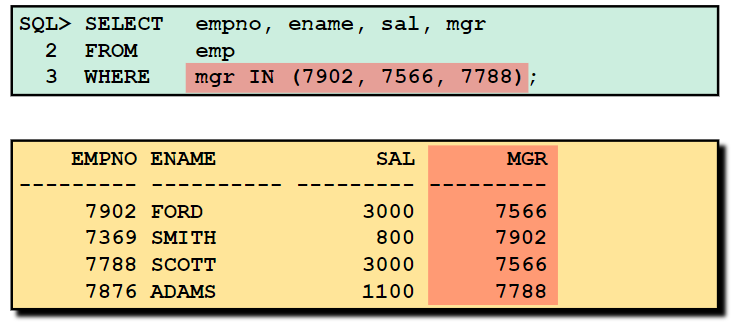 SQL> SELECT empno, ename, sal, mgr
2 FROM emp
3 WHERE mgr IN (7902, 7566, 7788);
EMPNO ENAME SAL MGR
--------- ---------- --------- ---------
7902 FORD 3000 7566
7369 SMITH 800 7902
7788 SCOTT 3000 7566
7876 ADAMS 1100 7788